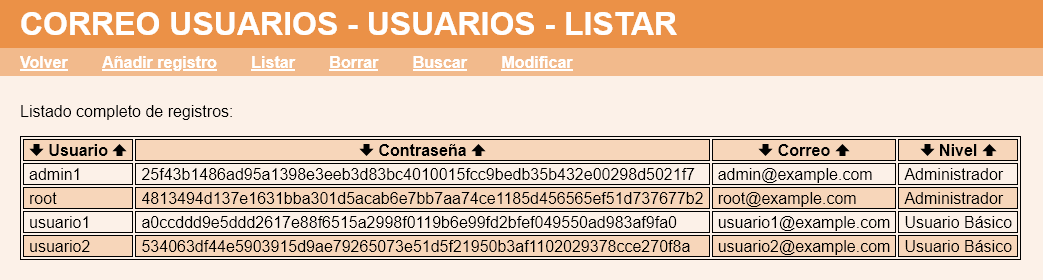 CORREO USUARIOS - USUARIOS - LISTAR
Volver Añadir registro Listar Borrar Buscar Modificar
Listado completo de registros:
🡇 Usuario 🡅 🡇 Contraseña 🡅 🡇 Correo 🡅 🡇 Nivel 🡅
admin1 25f43b1486ad95a1398e3eeb3d83bc4010015fcc9bedb35b432e00298d5021f7 admin@example.com Administrador
root 4813494d137e1631bba301d5acab6e7bb7aa74ce1185d456565ef51d737677b2 root@example.com Administrador
usuario1 a0ccddd9e5ddd2617e88f6515a2998f0119b6e99fd2bfef049550ad983af9fa0 usuario1@example.com Usuario Básico
usuario2 534063df44e5903915d9ae79265073e51d5f21950b3af1102029378cce270f8a usuario2@example.com Usuario Básico